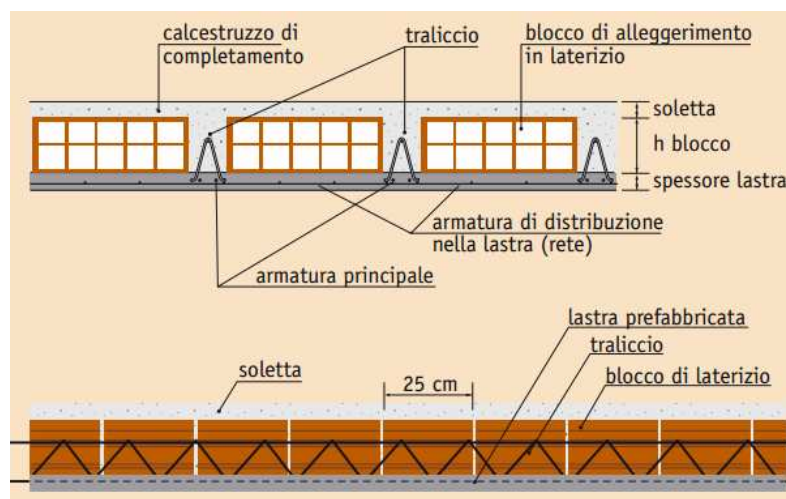 calcestruzzo di
completamento
traliccio
blocco di alleggerimento
in laterizio
soletta
h blocco
spessore lastra
armatura di distribuzione
nella lastra (rete)
armatura principale
lastra prefabbricata
traliccio
blocco di laterizio
soletta
25 cm